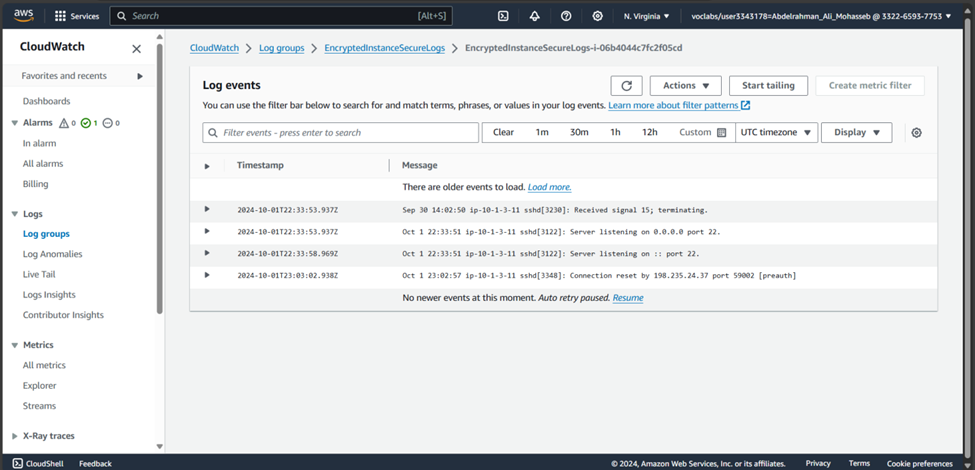 aws Services Search [Alt+S] N. Virginia voclabs/user3343178=Abdelrahman_Ali_Mohasseb @ 3322-6593-7753
CloudWatch
Favorites and recents
Dashboards
Alarms 0 1 0
In alarm
All alarms
Billing
Logs
Log groups
Log Anomalies
Live Tail
Logs Insights
Contributor Insights
Metrics
All metrics
Explorer
Streams
X-Ray traces
CloudWatch > Log groups > EncryptedInstanceSecureLogs > EncryptedInstanceSecureLogs-i-06b4044c7fc2f05cd
Log events
Actions Start tailing Create metric filter
You can use the filter bar below to search for and match terms, phrases, or values in your log events. Learn more about filter patterns
Filter events - press enter to search Clear 1m 30m 1h 12h Custom UTC timezone Display
Timestamp Message
There are older events to load. Load more.
2024-10-01T22:33:53.937Z Sep 30 14:02:50 ip-10-1-3-11 sshd[3230]: Received signal 15; terminating.
2024-10-01T22:33:53.937Z Oct 1 22:33:51 ip-10-1-3-11 sshd[3122]: Server listening on 0.0.0.0 port 22.
2024-10-01T22:33:58.969Z Oct 1 22:33:51 ip-10-1-3-11 sshd[3122]: Server listening on :: port 22.
2024-10-01T23:03:02.938Z Oct 1 23:02:57 ip-10-1-3-11 sshd[3348]: Connection reset by 198.235.24.37 port 59002 [preauth]
No newer events at this moment. Auto retry paused. Resume
CloudShell Feedback © 2024, Amazon Web Services, Inc. or its affiliates. Privacy Terms Cookie preferences